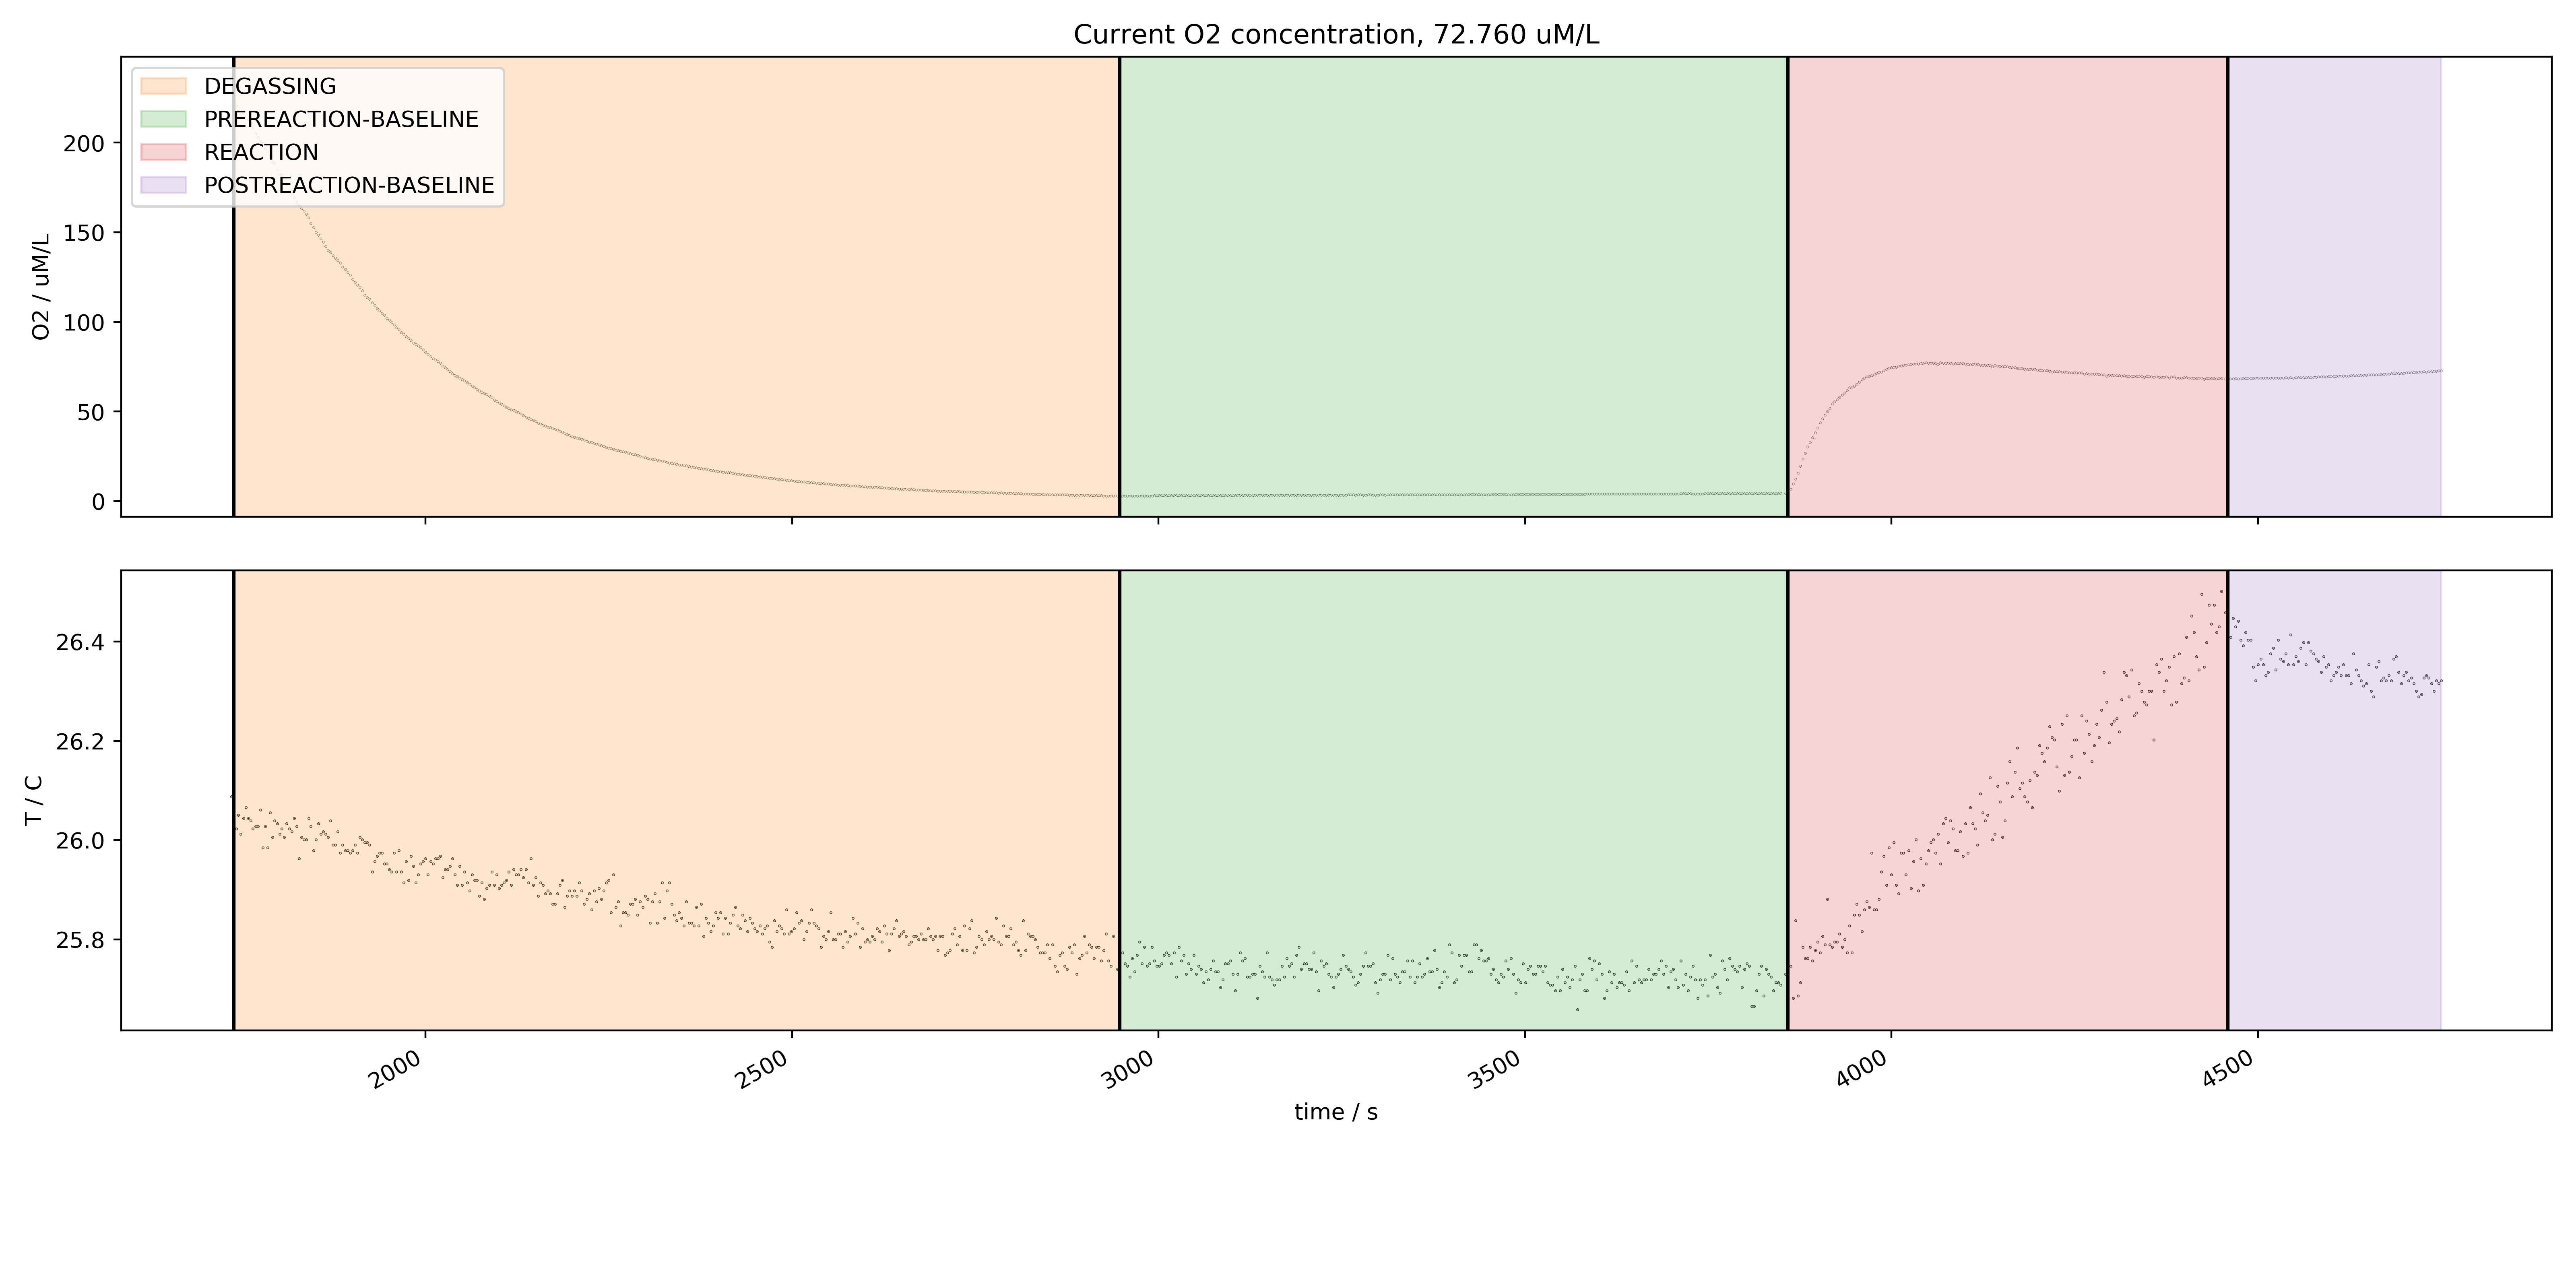 Current O2 concentration, 72.760 uM/L
DEGASSING
PREREACTION-BASELINE
REACTION
POSTREACTION-BASELINE
O2 / uM/L
200
150
100
50
0
T / C
26.4
26.2
26.0
25.8
2000
2500
3000
3500
4000
4500
time / s